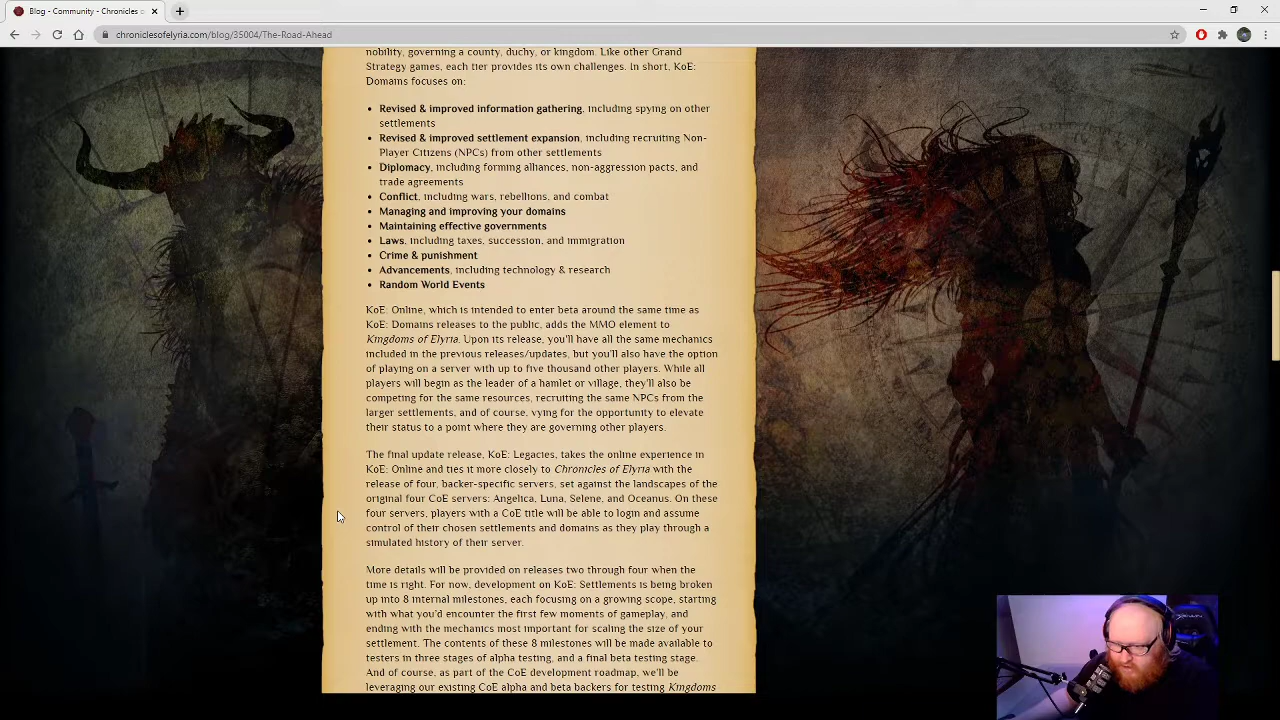 Blog - Community - Chronicles o
chroniclesofelyria.com/blog/35004/The-Road-Ahead
nobility, governing a county, duchy, or kingdom. Like other Grand
Strategy games, each tier provides its own challenges. In short, KoE:
Domains focuses on:
• Revised & improved information gathering, including spying on other
settlements
• Revised & improved settlement expansion, including recruiting Non-
Player Citizens (NPCs) from other settlements
• Diplomacy, including forming alliances, non-aggression pacts, and
trade agreements
• Conflict, including wars, rebellions, and combat
• Managing and improving your domains
• Maintaining effective governments
• Laws, including taxes, succession, and immigration
• Crime & punishment
• Advancements, including technology & research
• Random World Events
KoE: Online, which is intended to enter beta around the same time as
KoE: Domains releases to the public, adds the MMO element to
Kingdoms of Elyria. Upon its release, you'll have all the same mechanics
included in the previous releases/updates, but you'll also have the option
of playing on a server with up to five thousand other players. While all
players will begin as the leader of a hamlet or village, they'll also be
competing for the same resources, recruiting the same NPCs from the
larger settlements, and of course, vying for the opportunity to elevate
their status to a point where they are governing other players.
The final update release, KoE: Legacies, takes the online experience in
KoE: Online and ties it more closely to Chronicles of Elyria with the
release of four, backer-specific servers, set against the landscapes of the
original four CoE servers: Angelica, Luna, Selene, and Oceanus. On these
four servers, players with a CoE title will be able to login and assume
control of their chosen settlements and domains as they play through a
simulated history of their server.
More details will be provided on releases two through four when the
time is right. For now, development on KoE: Settlements is being broken
up into 8 internal milestones, each focusing on a growing scope, starting
with what you'd encounter the first few moments of gameplay, and
ending with the mechanics most important for scaling the size of your
settlement. The contents of these 8 milestones will be made available to
testers in three stages of alpha testing, and a final beta testing stage.
And of course, as part of the CoE development roadmap, we'll be
leveraging our existing CoE alpha and beta backers for testing Kingdoms